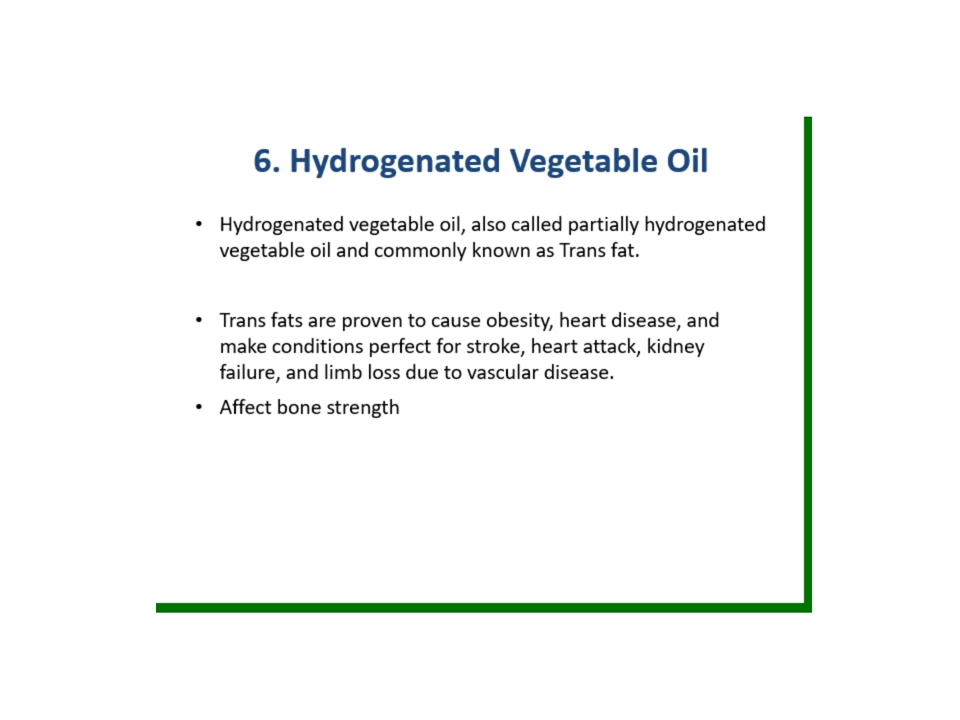 6. Hydrogenated Vegetable Oil
• Hydrogenated vegetable oil, also called partially hydrogenated
vegetable oil and commonly known as Trans fat.
• Trans fats are proven to cause obesity, heart disease, and
make conditions perfect for stroke, heart attack, kidney
failure, and limb loss due to vascular disease.
• Affect bone strength